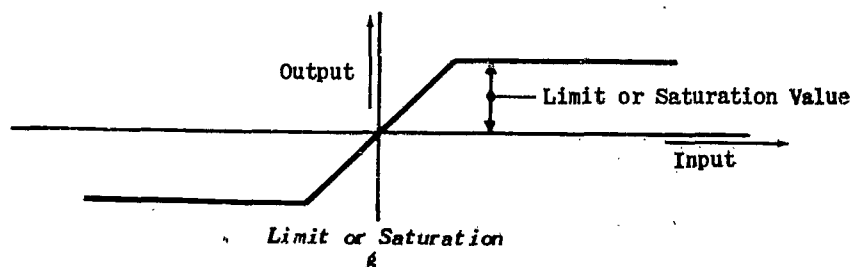 Output
Limit or Saturation Value
Input
Limit or Saturation
g